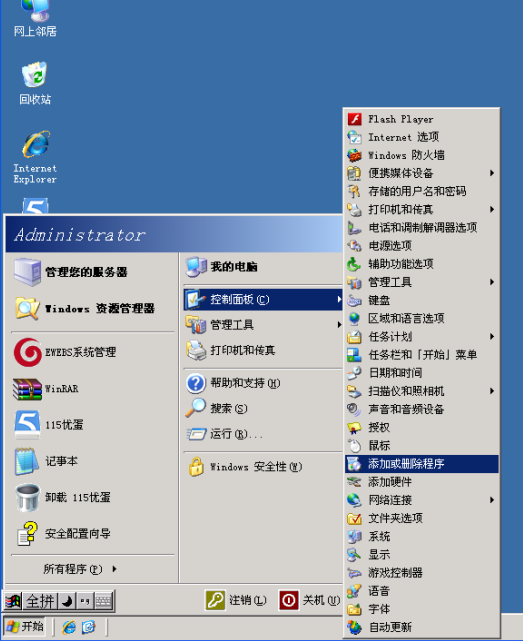 网上邻居
回收站
Internet
Explorer
Administrator
管理您的服务器
Windows 资源管理器
EWEBS系统管理
WinRAR
115优蛋
记事本
卸载 115优蛋
安全配置向导
所有程序(P)
我的电脑
控制面板(C)
管理工具
打印机和传真
帮助和支持(H)
搜索(S)
运行(R)...
Windows 安全性(W)
注销(L)
关机(U)
Flash Player
Internet 选项
Windows 防火墙
便携媒体设备
存储的用户名和密码
打印机和传真
电话和调制解调器选项
电源选项
辅助功能选项
管理工具
键盘
区域和语言选项
任务计划
任务栏和「开始」菜单
日期和时间
扫描仪和照相机
声音和音频设备
授权
鼠标
添加或删除程序
添加硬件
网络连接
文件夹选项
系统
显示
游戏控制器
语音
字体
自动更新
全拼
开始